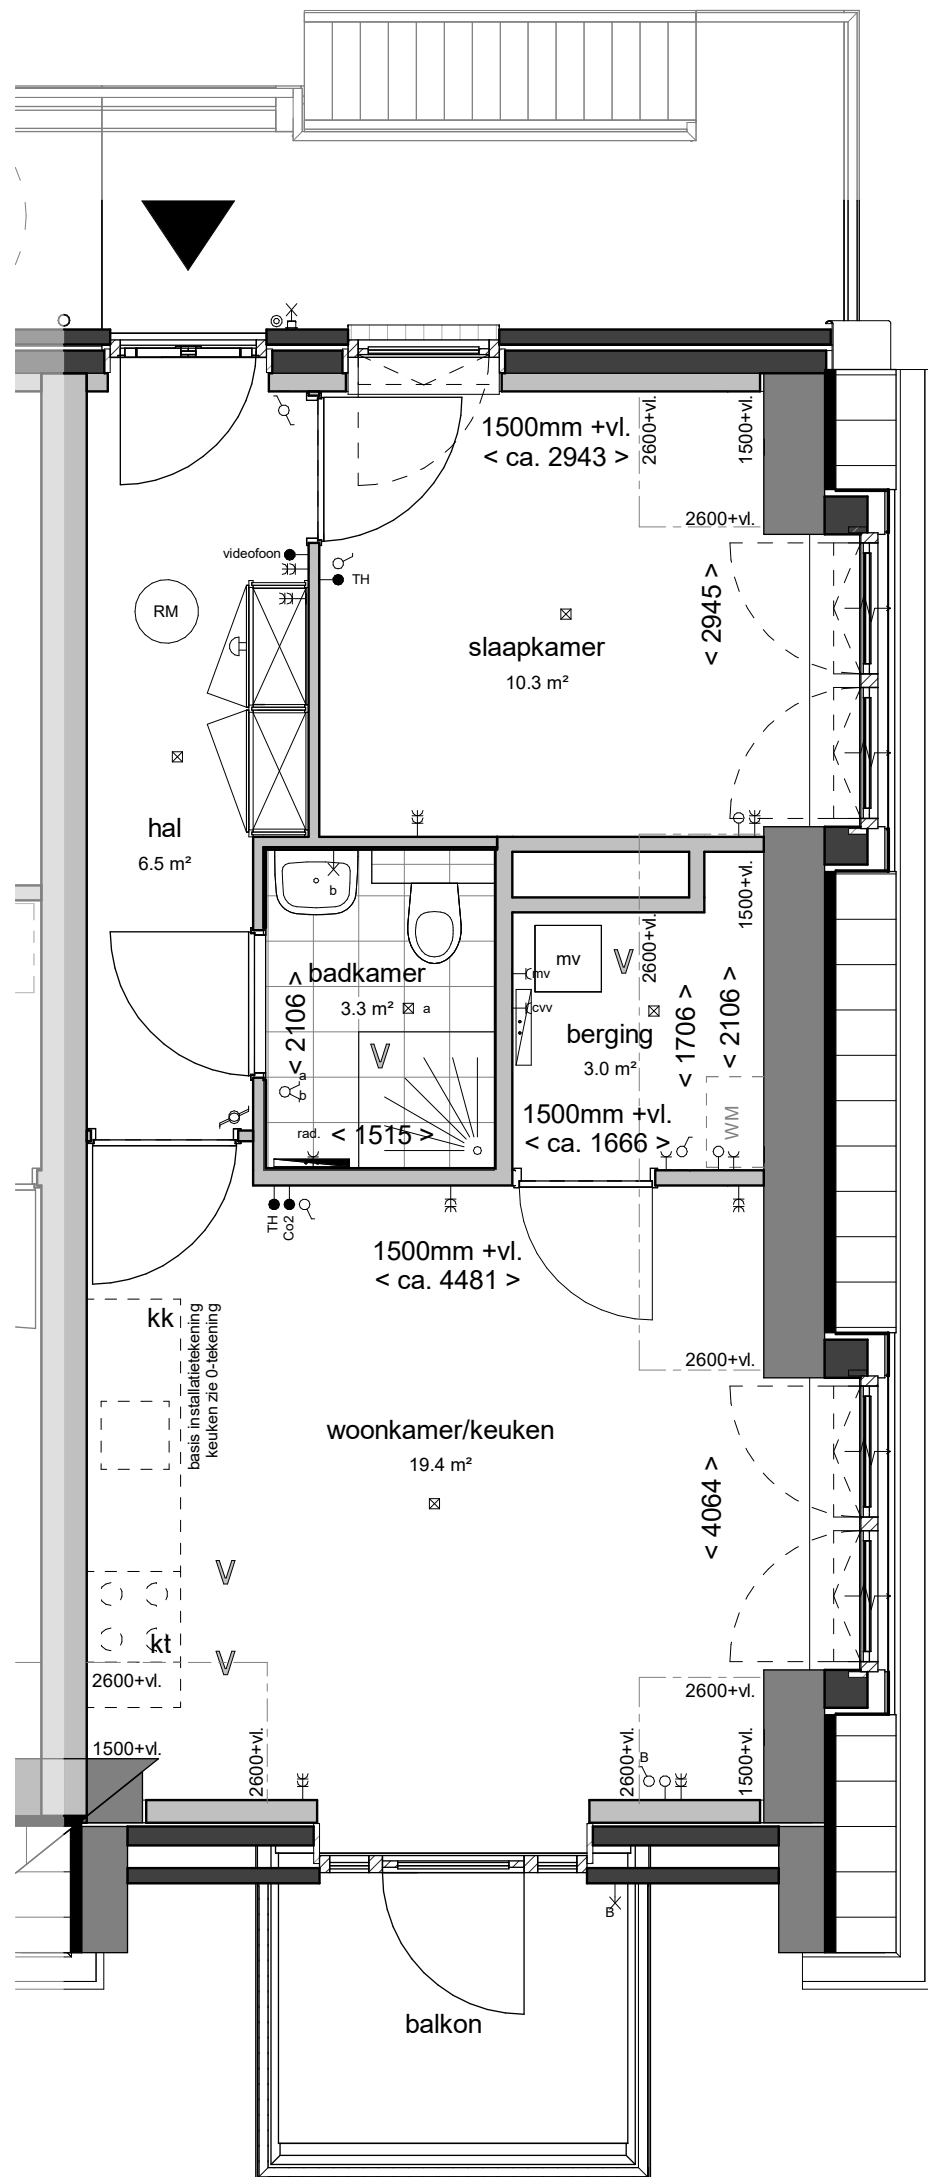 1500mm +vl.
< ca. 2943 >
2600+vl.
1500+vl.
2600+vl.
videofoon
TH
RM
slaapkamer
10.3 m²
< 2945 >
hal
6.5 m²
b
badkamer
3.3 m²
a
< 2106 >
a
b
rad.
< 1515 >
mv
mv
cvv
berging
3.0 m²
2600+vl.
1500+vl.
< 1706 >
< 2106 >
1500mm +vl.
< ca. 1666 >
WM
TH
Co2
1500mm +vl.
< ca. 4481 >
kk
basis installatietekening
keuken zie 0-tekening
2600+vl.
woonkamer/keuken
19.4 m²
< 4064 >
kt
2600+vl.
1500+vl.
2600+vl.
2600+vl.
2600+vl.
1500+vl.
B
B
balkon